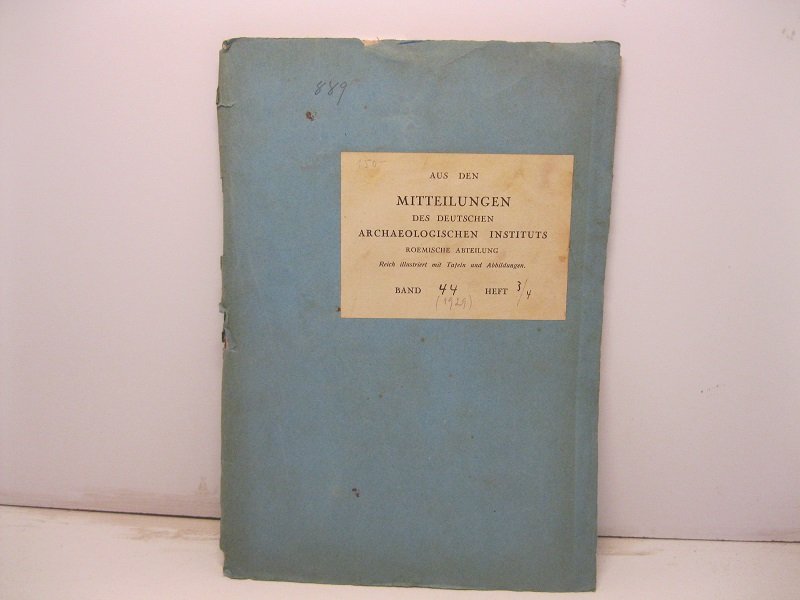 889
150-
AUS DEN
MITTEILUNGEN
DES DEUTSCHEN
ARCHAEOLOGISCHEN INSTITUTS
ROEMISCHE ABTEILUNG
Reich illustriert mit Tafeln und Abbildungen.
BAND 44 HEFT 3/4
(1929)